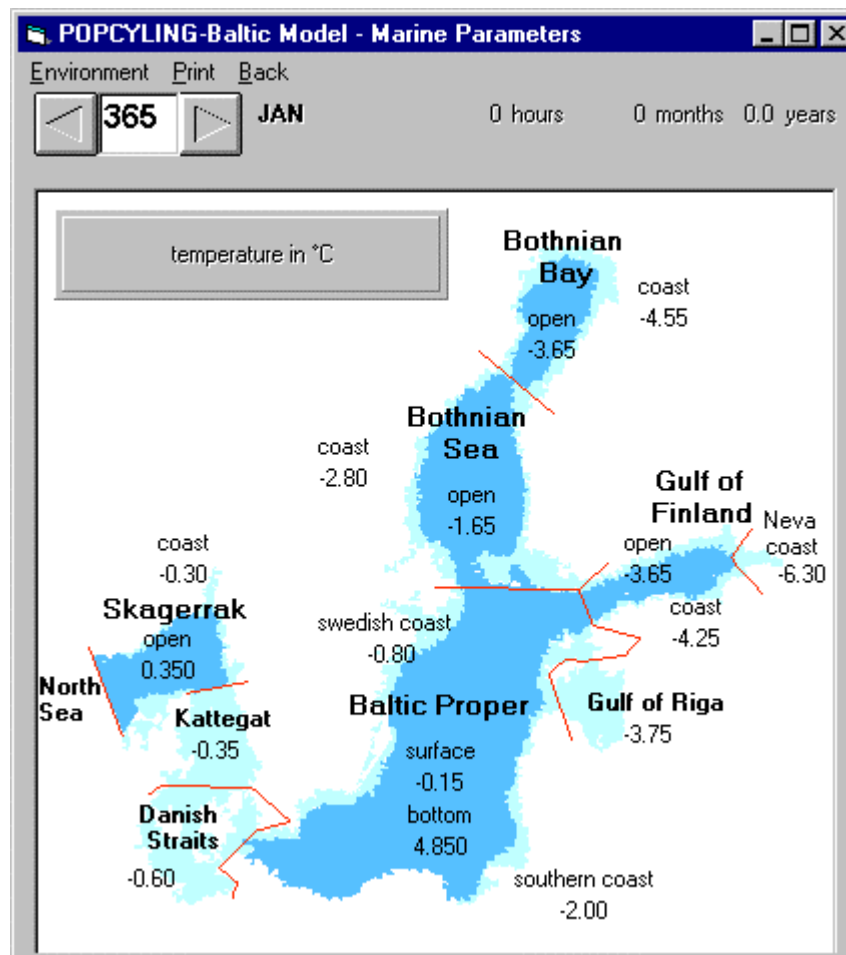 POPCYLING-Baltic Model - Marine Parameters
Environment Print Back
365 JAN 0 hours 0 months 0.0 years
temperature in °C
Bothnian
Bay
coast
-4.55
open
-3.65
Bothnian
Sea
coast
-2.80
open
-1.65
Gulf of
Finland
Neva
coast
-6.30
open
-3.65
coast
-4.25
coast
-0.30
Skagerrak
open
0.350
swedish coast
-0.80
North
Sea
Kattegat
-0.35
Baltic Proper
Gulf of Riga
-3.75
surface
-0.15
bottom
4.850
Danish
Straits
-0.60
southern coast
-2.00